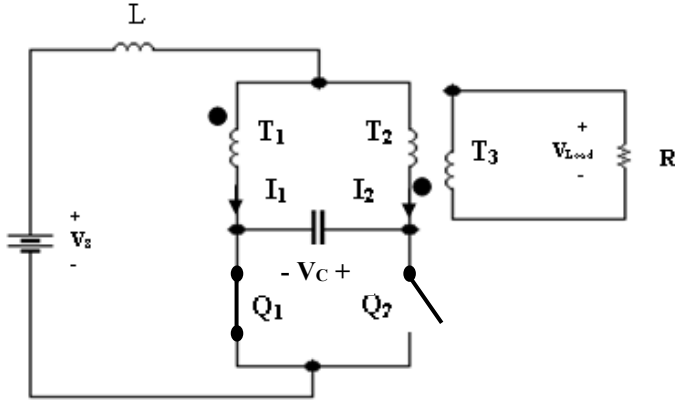 L
T1 T2
T3
+
VLoad
-
R
I1 I2
+
Vs
-
- VC +
Q1 Q2